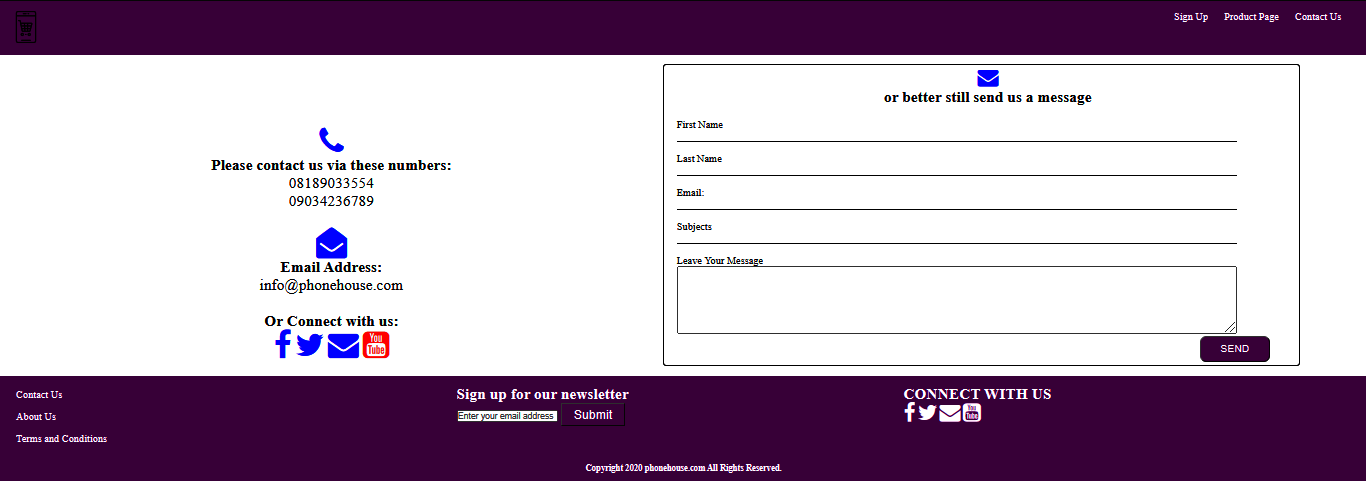 Sign Up Product Page Contact Us
Please contact us via these numbers:
08189033554
09034236789
Email Address:
info@phonehouse.com
Or Connect with us:
You
Tube
or better still send us a message
First Name
Last Name
Email:
Subjects
Leave Your Message
SEND
Contact Us
About Us
Terms and Conditions
Sign up for our newsletter
Enter your email address Submit
CONNECT WITH US
You
Tube
Copyright 2020 phonehouse.com All Rights Reserved.